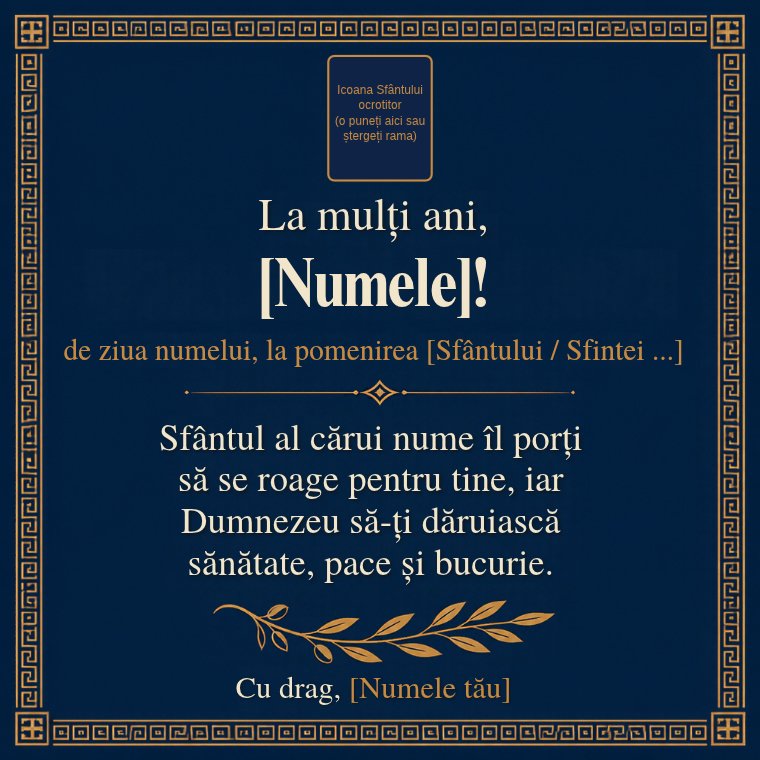 Icoana Sfântului
ocrotitor
(o puneți aici sau
ștergeți rama)
La mulți ani,
[Numele]!
de ziua numelui, la pomenirea [Sfântului / Sfintei ...]
Sfântul al cărui nume îl porți
să se roage pentru tine, iar
Dumnezeu să-ți dăruiască
sănătate, pace și bucurie.
Cu drag, [Numele tău]